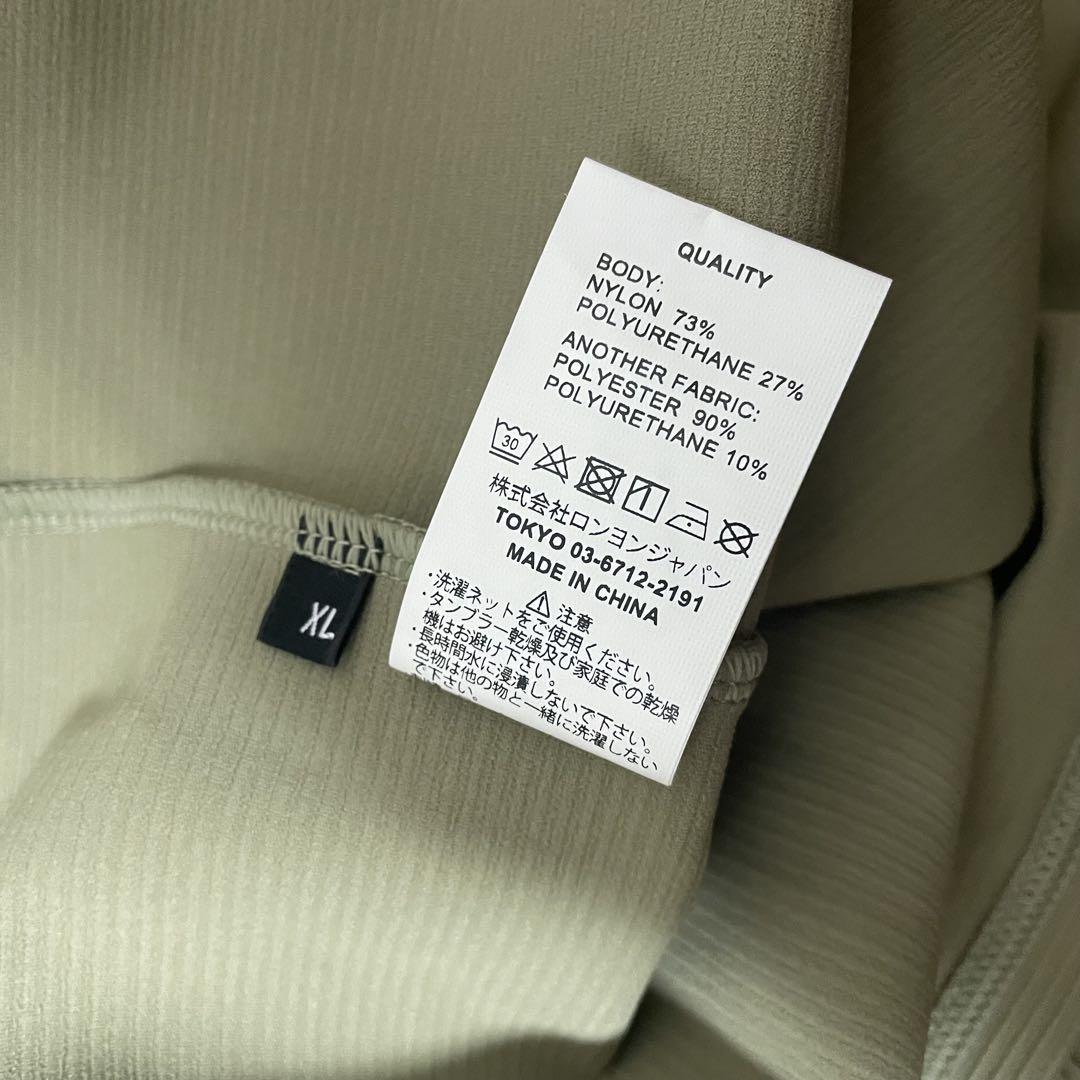 QUALITY
BODY:
NYLON 73%
POLYURETHANE 27%
ANOTHER FABRIC:
POLYESTER 90%
POLYURETHANE 10%
30
株式会社ロンヨンジャパン
TOKYO 03-6712-2191
MADE IN CHINA
⚠ 注意
・洗濯ネットをご使用ください。
・タンブラー乾燥及び家庭での乾燥
機はお避け下さい。
・長時間水に浸漬しないで下さい。
・色物は他の物と一緒に洗濯しない
で下さい。
XL